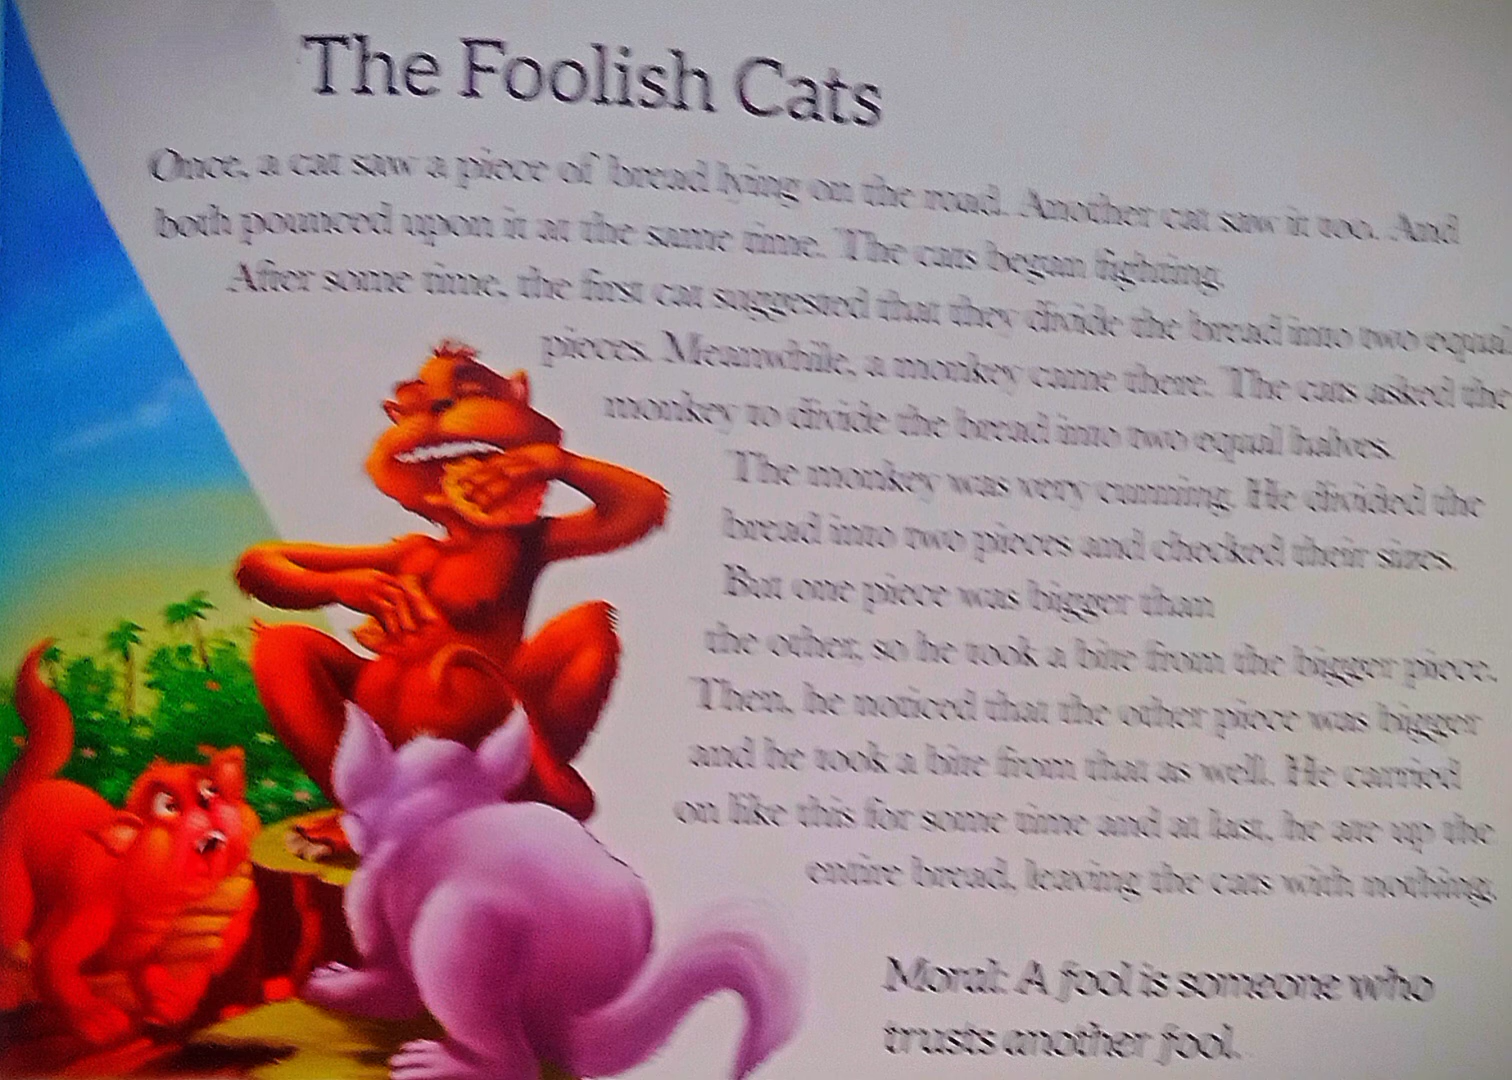 The Foolish Cats
Once, a cat saw a piece of bread lying on the road. Another cat saw it too. And
both pounced upon it at the same time. The cats began fighting.
After some time, the first cat suggested that they divide the bread into two equal
pieces. Meanwhile, a monkey came there. The cats asked the
monkey to divide the bread into two equal halves.
The monkey was very cunning. He divided the
bread into two pieces and checked their sizes.
But one piece was bigger than
the other, so he took a bite from the bigger piece.
Then, he noticed that the other piece was bigger
and he took a bite from that as well. He carried
on like this for some time and at last, he ate up the
entire bread, leaving the cats with nothing.
Moral: A fool is someone who
trusts another fool.